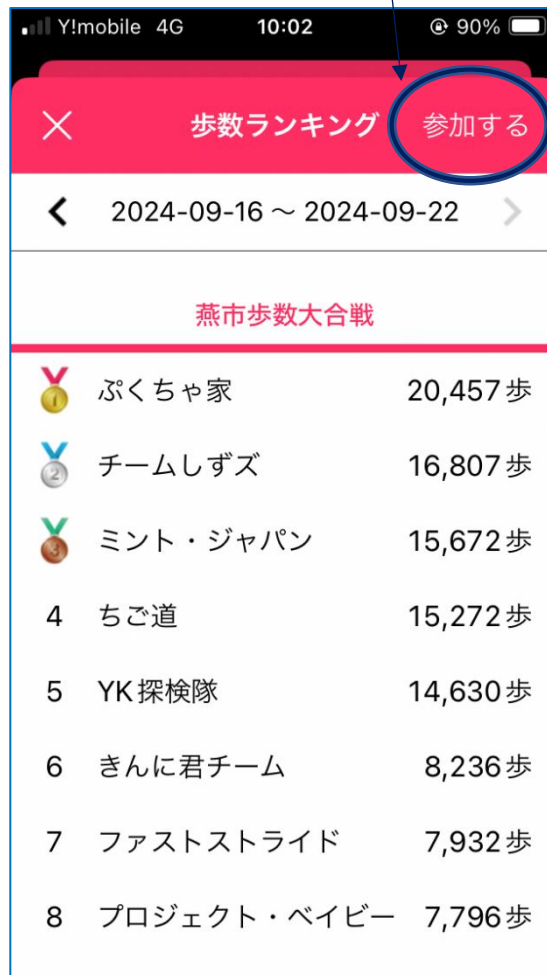 Y!mobile 4G 10:02 90%
歩数ランキング 参加する
2024-09-16 ～ 2024-09-22
燕市歩数大合戦
1 ぷくちゃ家 20,457歩
2 チームしずズ 16,807歩
3 ミント・ジャパン 15,672歩
4 ちご道 15,272歩
5 YK探検隊 14,630歩
6 きんに君チーム 8,236歩
7 ファストストライド 7,932歩
8 プロジェクト・ベイビー 7,796歩